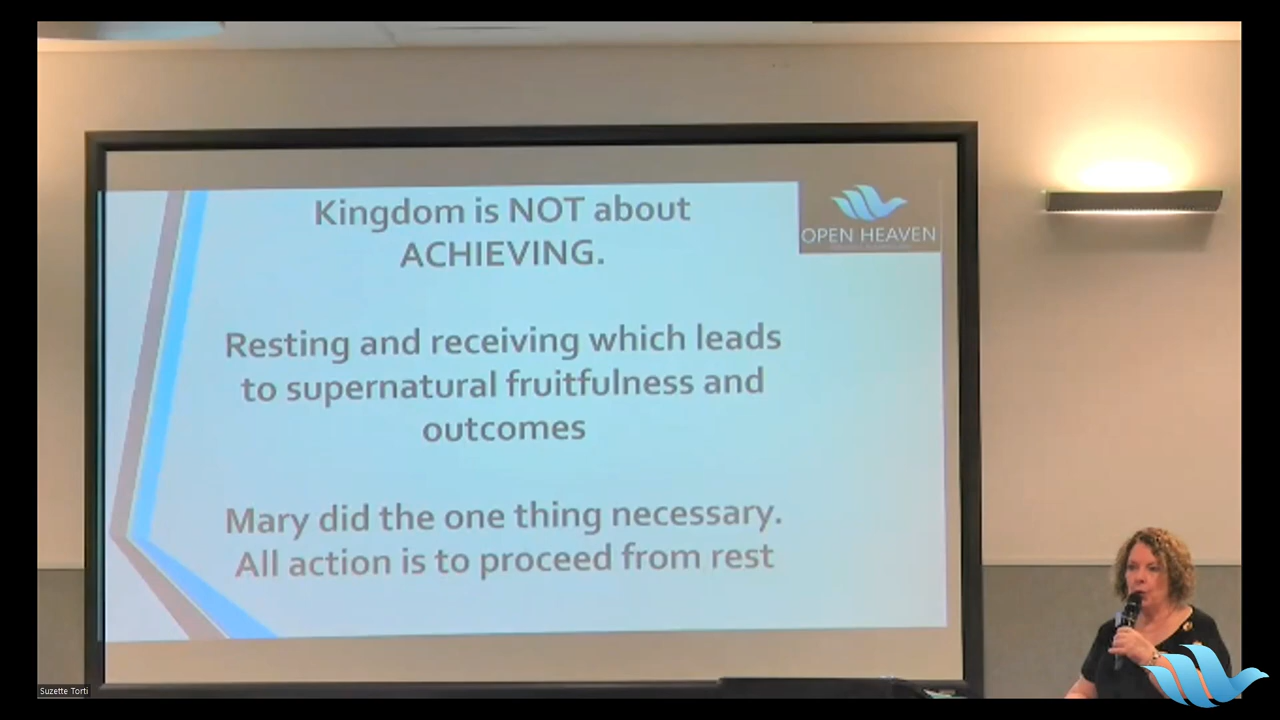 Kingdom is NOT about
ACHIEVING.
OPEN HEAVEN
Resting and receiving which leads
to supernatural fruitfulness and
outcomes
Mary did the one thing necessary.
All action is to proceed from rest
Suzette Torti